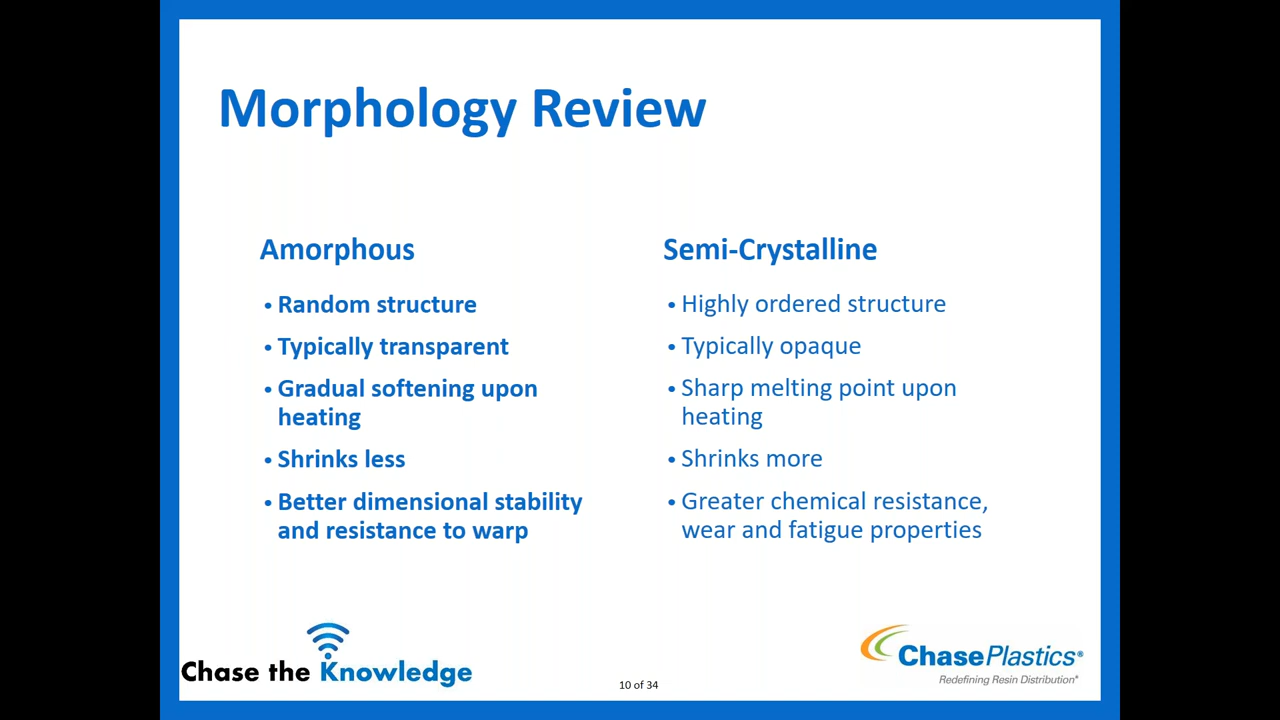 Morphology Review
Amorphous
• Random structure
• Typically transparent
• Gradual softening upon
heating
• Shrinks less
• Better dimensional stability
and resistance to warp
Semi-Crystalline
• Highly ordered structure
• Typically opaque
• Sharp melting point upon
heating
• Shrinks more
• Greater chemical resistance,
wear and fatigue properties
Chase the Knowledge
10 of 34
Chase Plastics®
Redefining Resin Distribution®